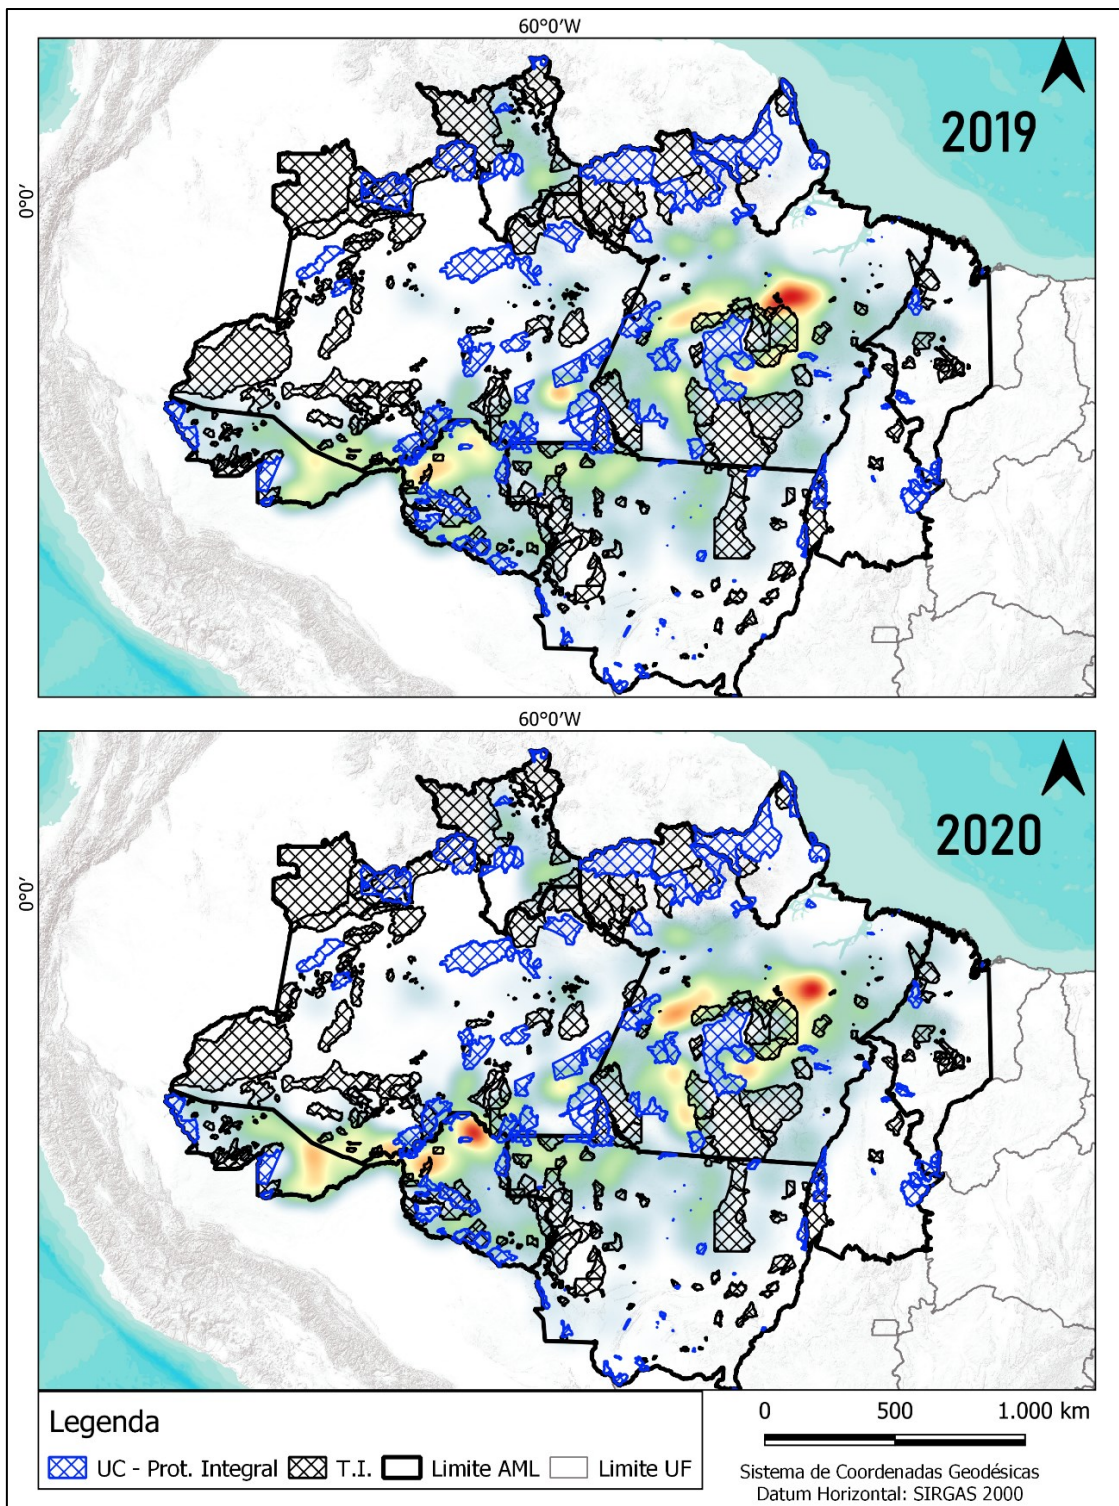 60°0'W
2019
0°0'
60°0'W
2020
0°0'
Legenda
UC - Prot. Integral T.I. Limite AML Limite UF
0 500 1.000 km
Sistema de Coordenadas Geodésicas
Datum Horizontal: SIRGAS 2000